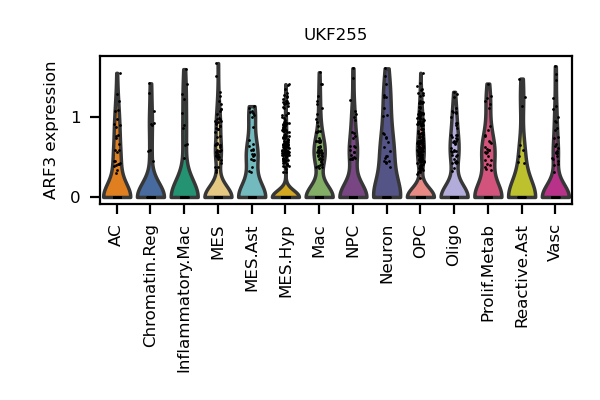 UKF255
ARF3 expression
1
0
AC
Chromatin.Reg
Inflammatory.Mac
MES
MES.Ast
MES.Hyp
Mac
NPC
Neuron
OPC
Oligo
Prolif.Metab
Reactive.Ast
Vasc